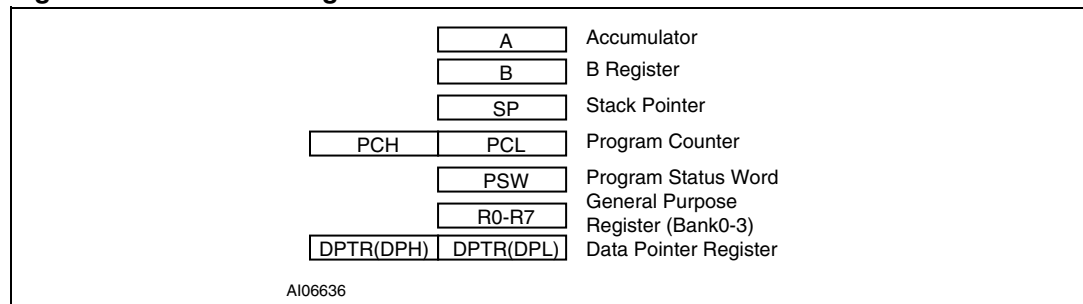 A Accumulator
B B Register
SP Stack Pointer
PCH PCL Program Counter
PSW Program Status Word
R0-R7 General Purpose
Register (Bank0-3)
DPTR(DPH) DPTR(DPL) Data Pointer Register
AI06636